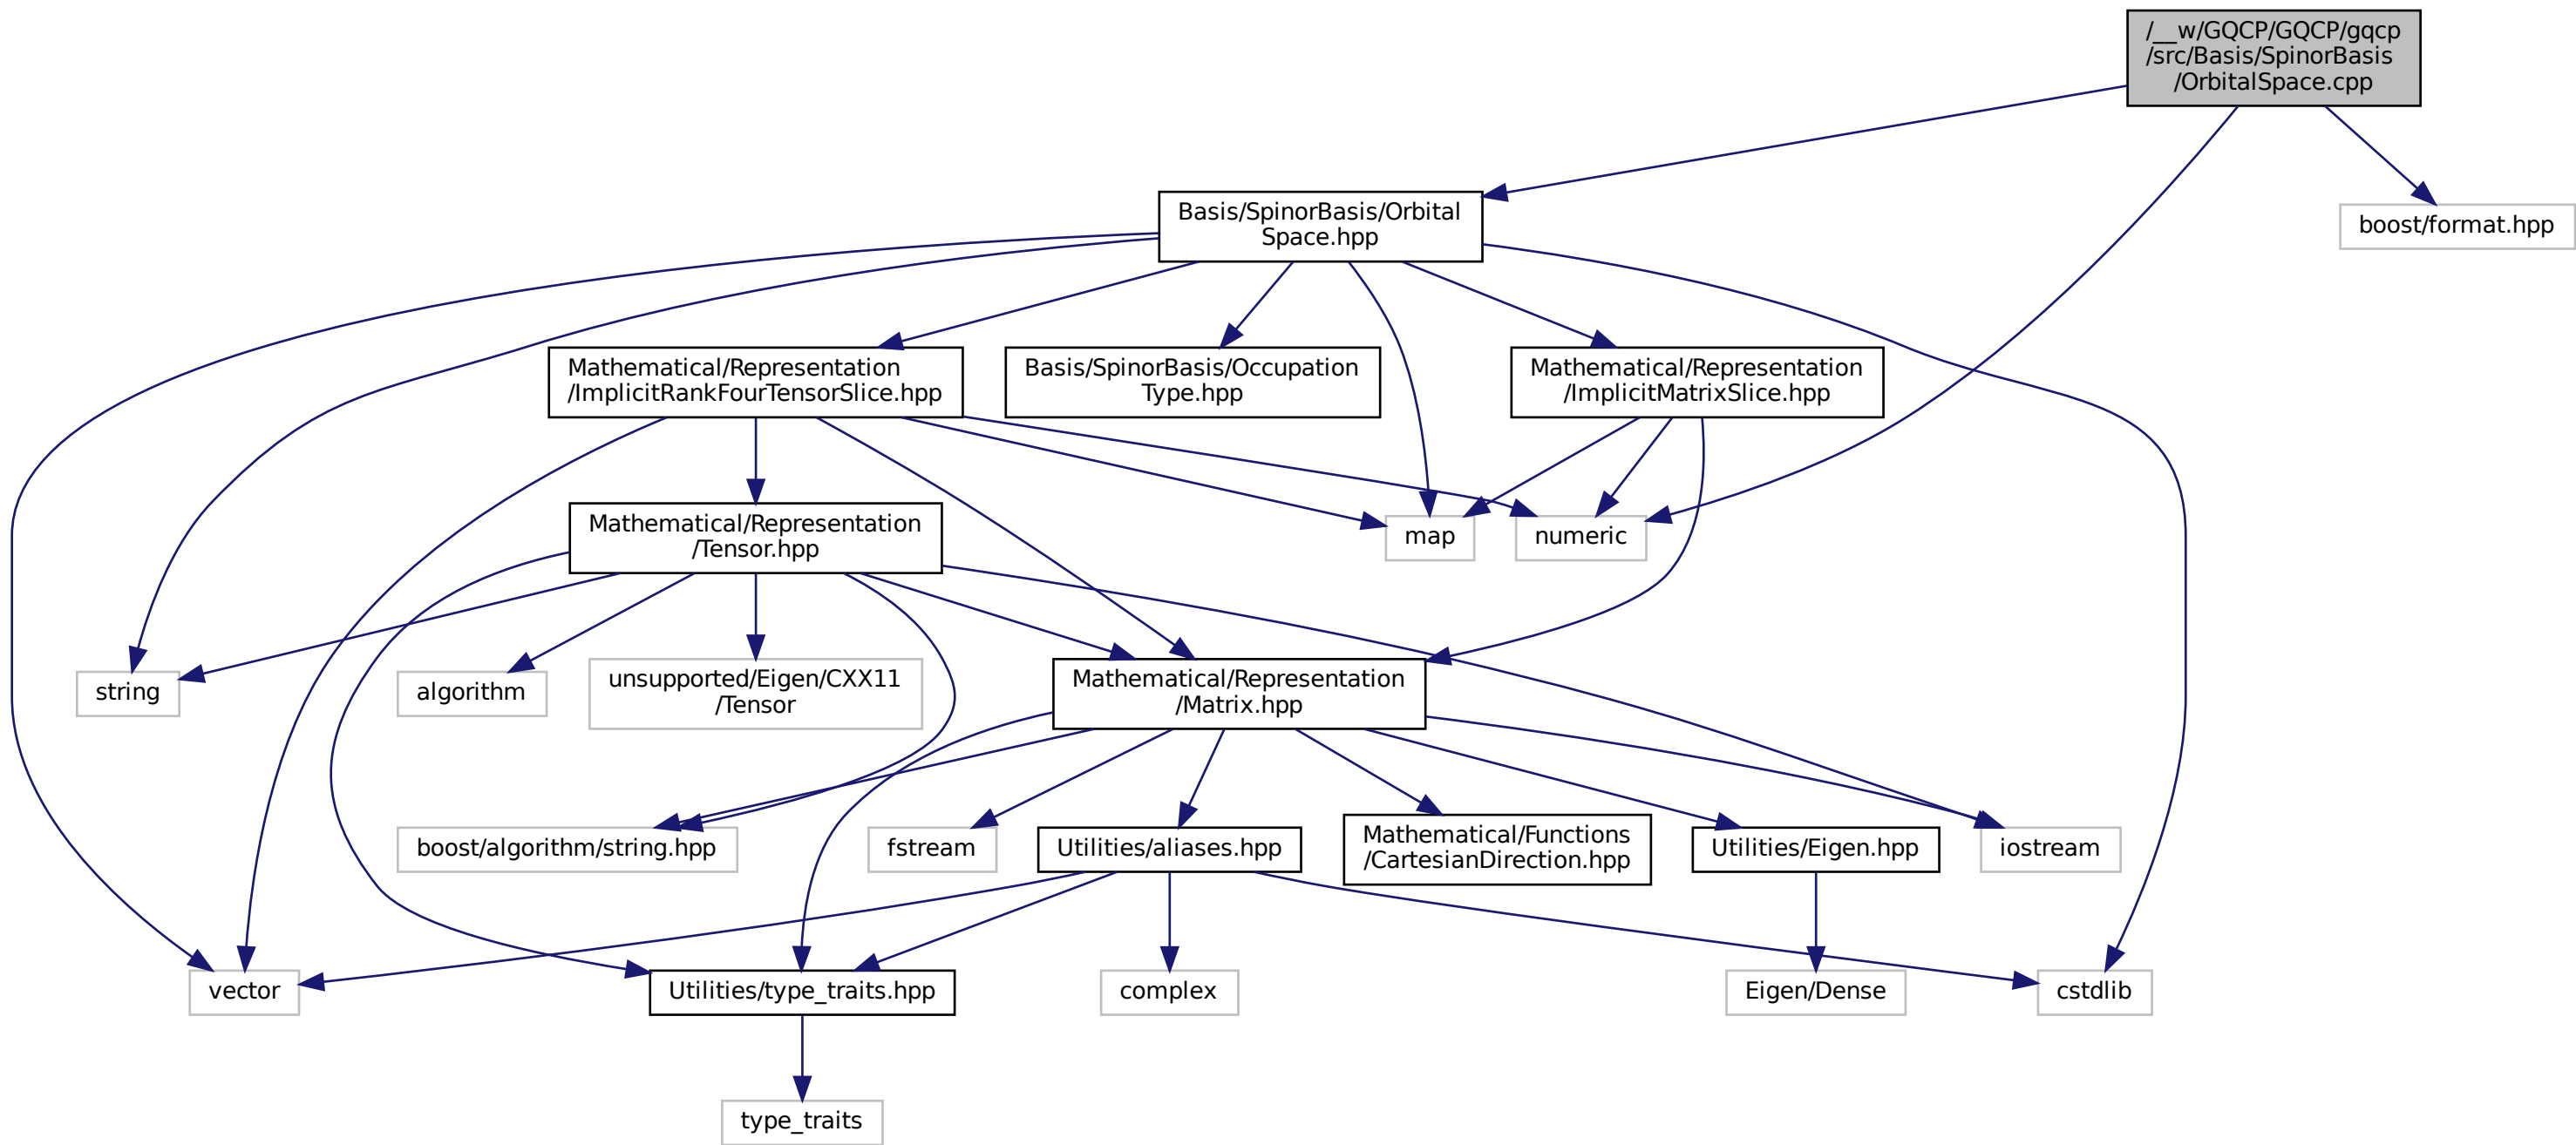 /__w/GQCP/GQCP/gqcp
/src/Basis/SpinorBasis
/OrbitalSpace.cpp
Basis/SpinorBasis/Orbital
Space.hpp
boost/format.hpp
Mathematical/Representation
/ImplicitRankFourTensorSlice.hpp
Basis/SpinorBasis/Occupation
Type.hpp
Mathematical/Representation
/ImplicitMatrixSlice.hpp
Mathematical/Representation
/Tensor.hpp
map
numeric
string
algorithm
unsupported/Eigen/CXX11
/Tensor
Mathematical/Representation
/Matrix.hpp
boost/algorithm/string.hpp
fstream
Utilities/aliases.hpp
Mathematical/Functions
/CartesianDirection.hpp
Utilities/Eigen.hpp
iostream
vector
Utilities/type_traits.hpp
complex
Eigen/Dense
cstdlib
type_traits